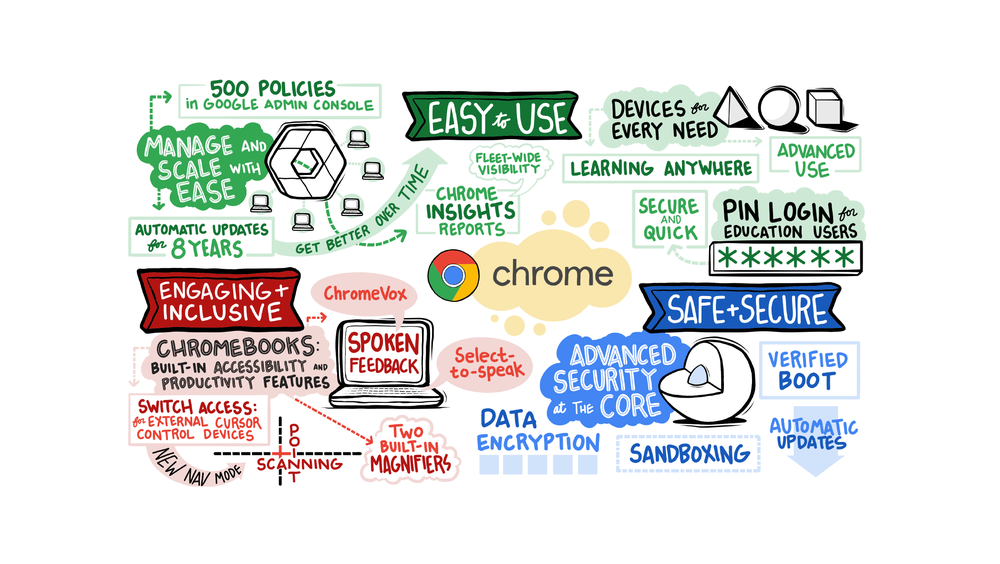 500 POLICIES
in GOOGLE ADMIN CONSOLE
MANAGE AND
SCALE WITH
EASE
AUTOMATIC UPDATES
for 8 YEARS
GET BETTER OVER TIME
EASY to USE
FLEET-WIDE
VISIBILITY
CHROME
INSIGHTS
REPORTS
DEVICES for
EVERY NEED
LEARNING ANYWHERE
ADVANCED
USE
SECURE
AND
QUICK
PIN LOGIN for
EDUCATION USERS
******
chrome
ENGAGING +
INCLUSIVE
ChromeVox
CHROMEBOOKS:
BUILT-IN ACCESSIBILITY AND
PRODUCTIVITY FEATURES
SPOKEN
FEEDBACK
Select-
to-speak
SWITCH ACCESS:
for EXTERNAL CURSOR
CONTROL DEVICES
NEW NAV MODE
POINT
SCANNING
TWO
BUILT-IN
MAGNIFIERS
SAFE+SECURE
ADVANCED
SECURITY
at THE CORE
VERIFIED
BOOT
DATA
ENCRYPTION
SANDBOXING
AUTOMATIC
UPDATES